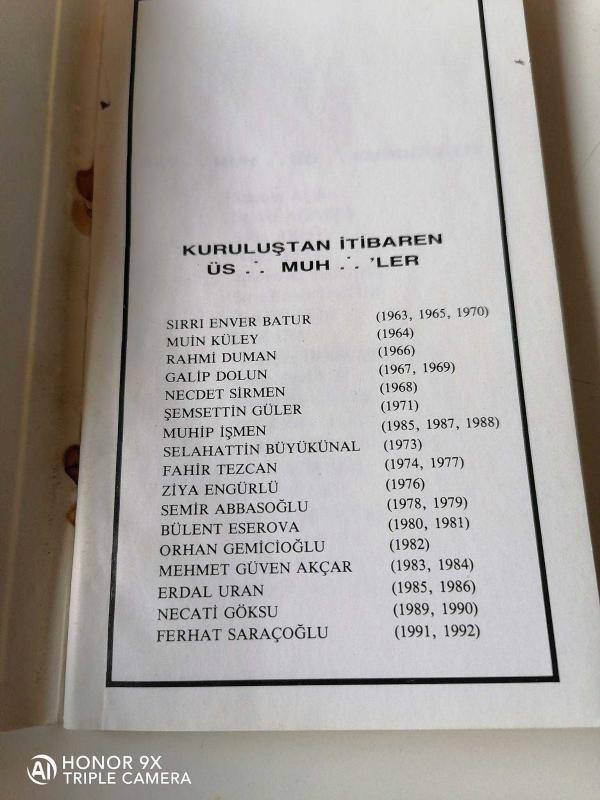 KURULUŞTAN İTİBAREN
ÜS ∴ MUH ∴ 'LER
SIRRI ENVER BATUR (1963, 1965, 1970)
MUİN KÜLEY (1964)
RAHMİ DUMAN (1966)
GALİP DOLUN (1967, 1969)
NECDET SİRMEN (1968)
ŞEMSETTİN GÜLER (1971)
MUHİP İŞMEN (1985, 1987, 1988)
SELAHATTİN BÜYÜKÜNAL (1973)
FAHİR TEZCAN (1974, 1977)
ZİYA ENGÜRLÜ (1976)
SEMİR ABBASOĞLU (1978, 1979)
BÜLENT ESEROVA (1980, 1981)
ORHAN GEMİCİOĞLU (1982)
MEHMET GÜVEN AKÇAR (1983, 1984)
ERDAL URAN (1985, 1986)
NECATİ GÖKSU (1989, 1990)
FERHAT SARAÇOĞLU (1991, 1992)
AI HONOR 9X
TRIPLE CAMERA